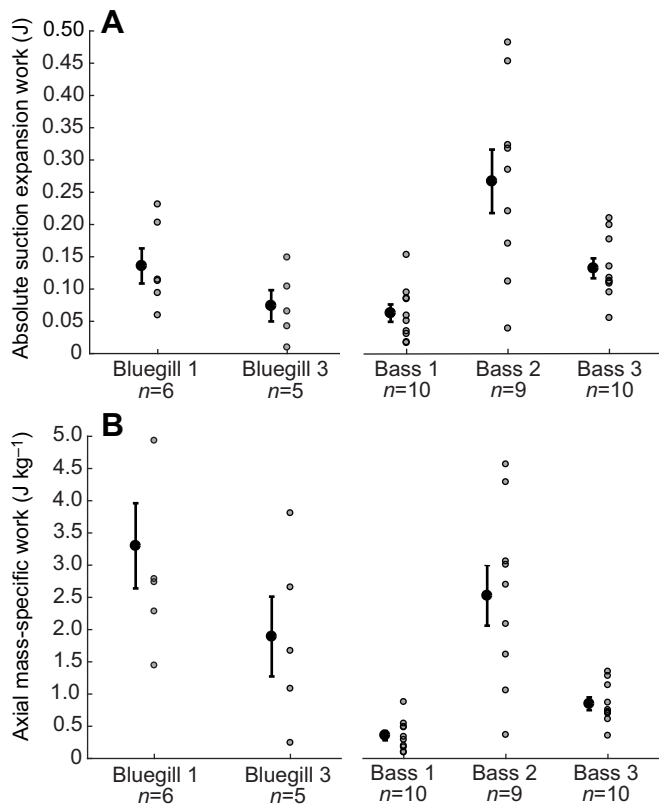 A
Absolute suction expansion work (J)
0.50
0.45
0.40
0.35
0.30
0.25
0.20
0.15
0.10
0.05
0
Bluegill 1 Bluegill 3 Bass 1 Bass 2 Bass 3
n=6 n=5 n=10 n=9 n=10
B
Axial mass-specific work (J kg⁻¹)
5.0
4.5
4.0
3.5
3.0
2.5
2.0
1.5
1.0
0.5
0
Bluegill 1 Bluegill 3 Bass 1 Bass 2 Bass 3
n=6 n=5 n=10 n=9 n=10